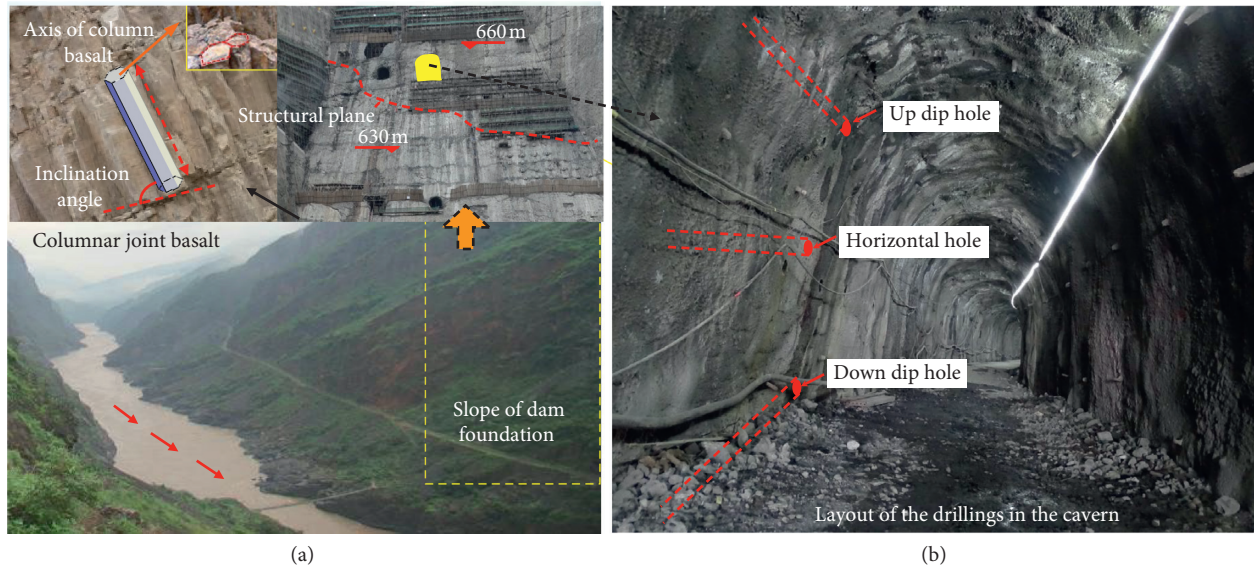 Axis of column
basalt
Inclination
angle
660 m
Structural plane
630 m
Columnar joint basalt
Slope of dam
foundation
(a)
Up dip hole
Horizontal hole
Down dip hole
Layout of the drillings in the cavern
(b)